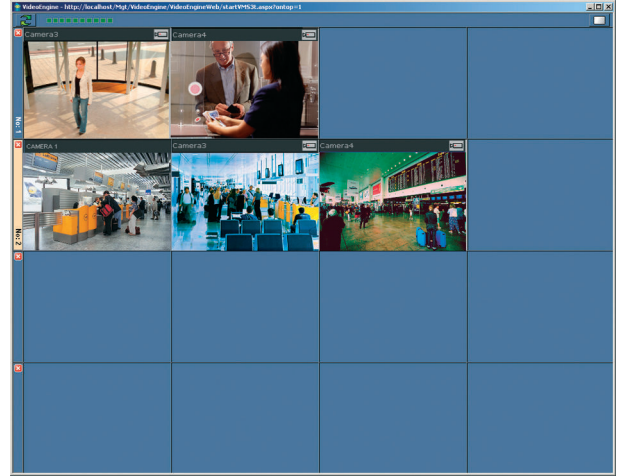 VideoEngine - http://localhost/Mgt/VideoEngine/VideoEngineWeb/startVMS3t.aspx?ontop=1
Camera3
Camera4
No: 1
CAMERA 1
Camera3
Camera4
No:2